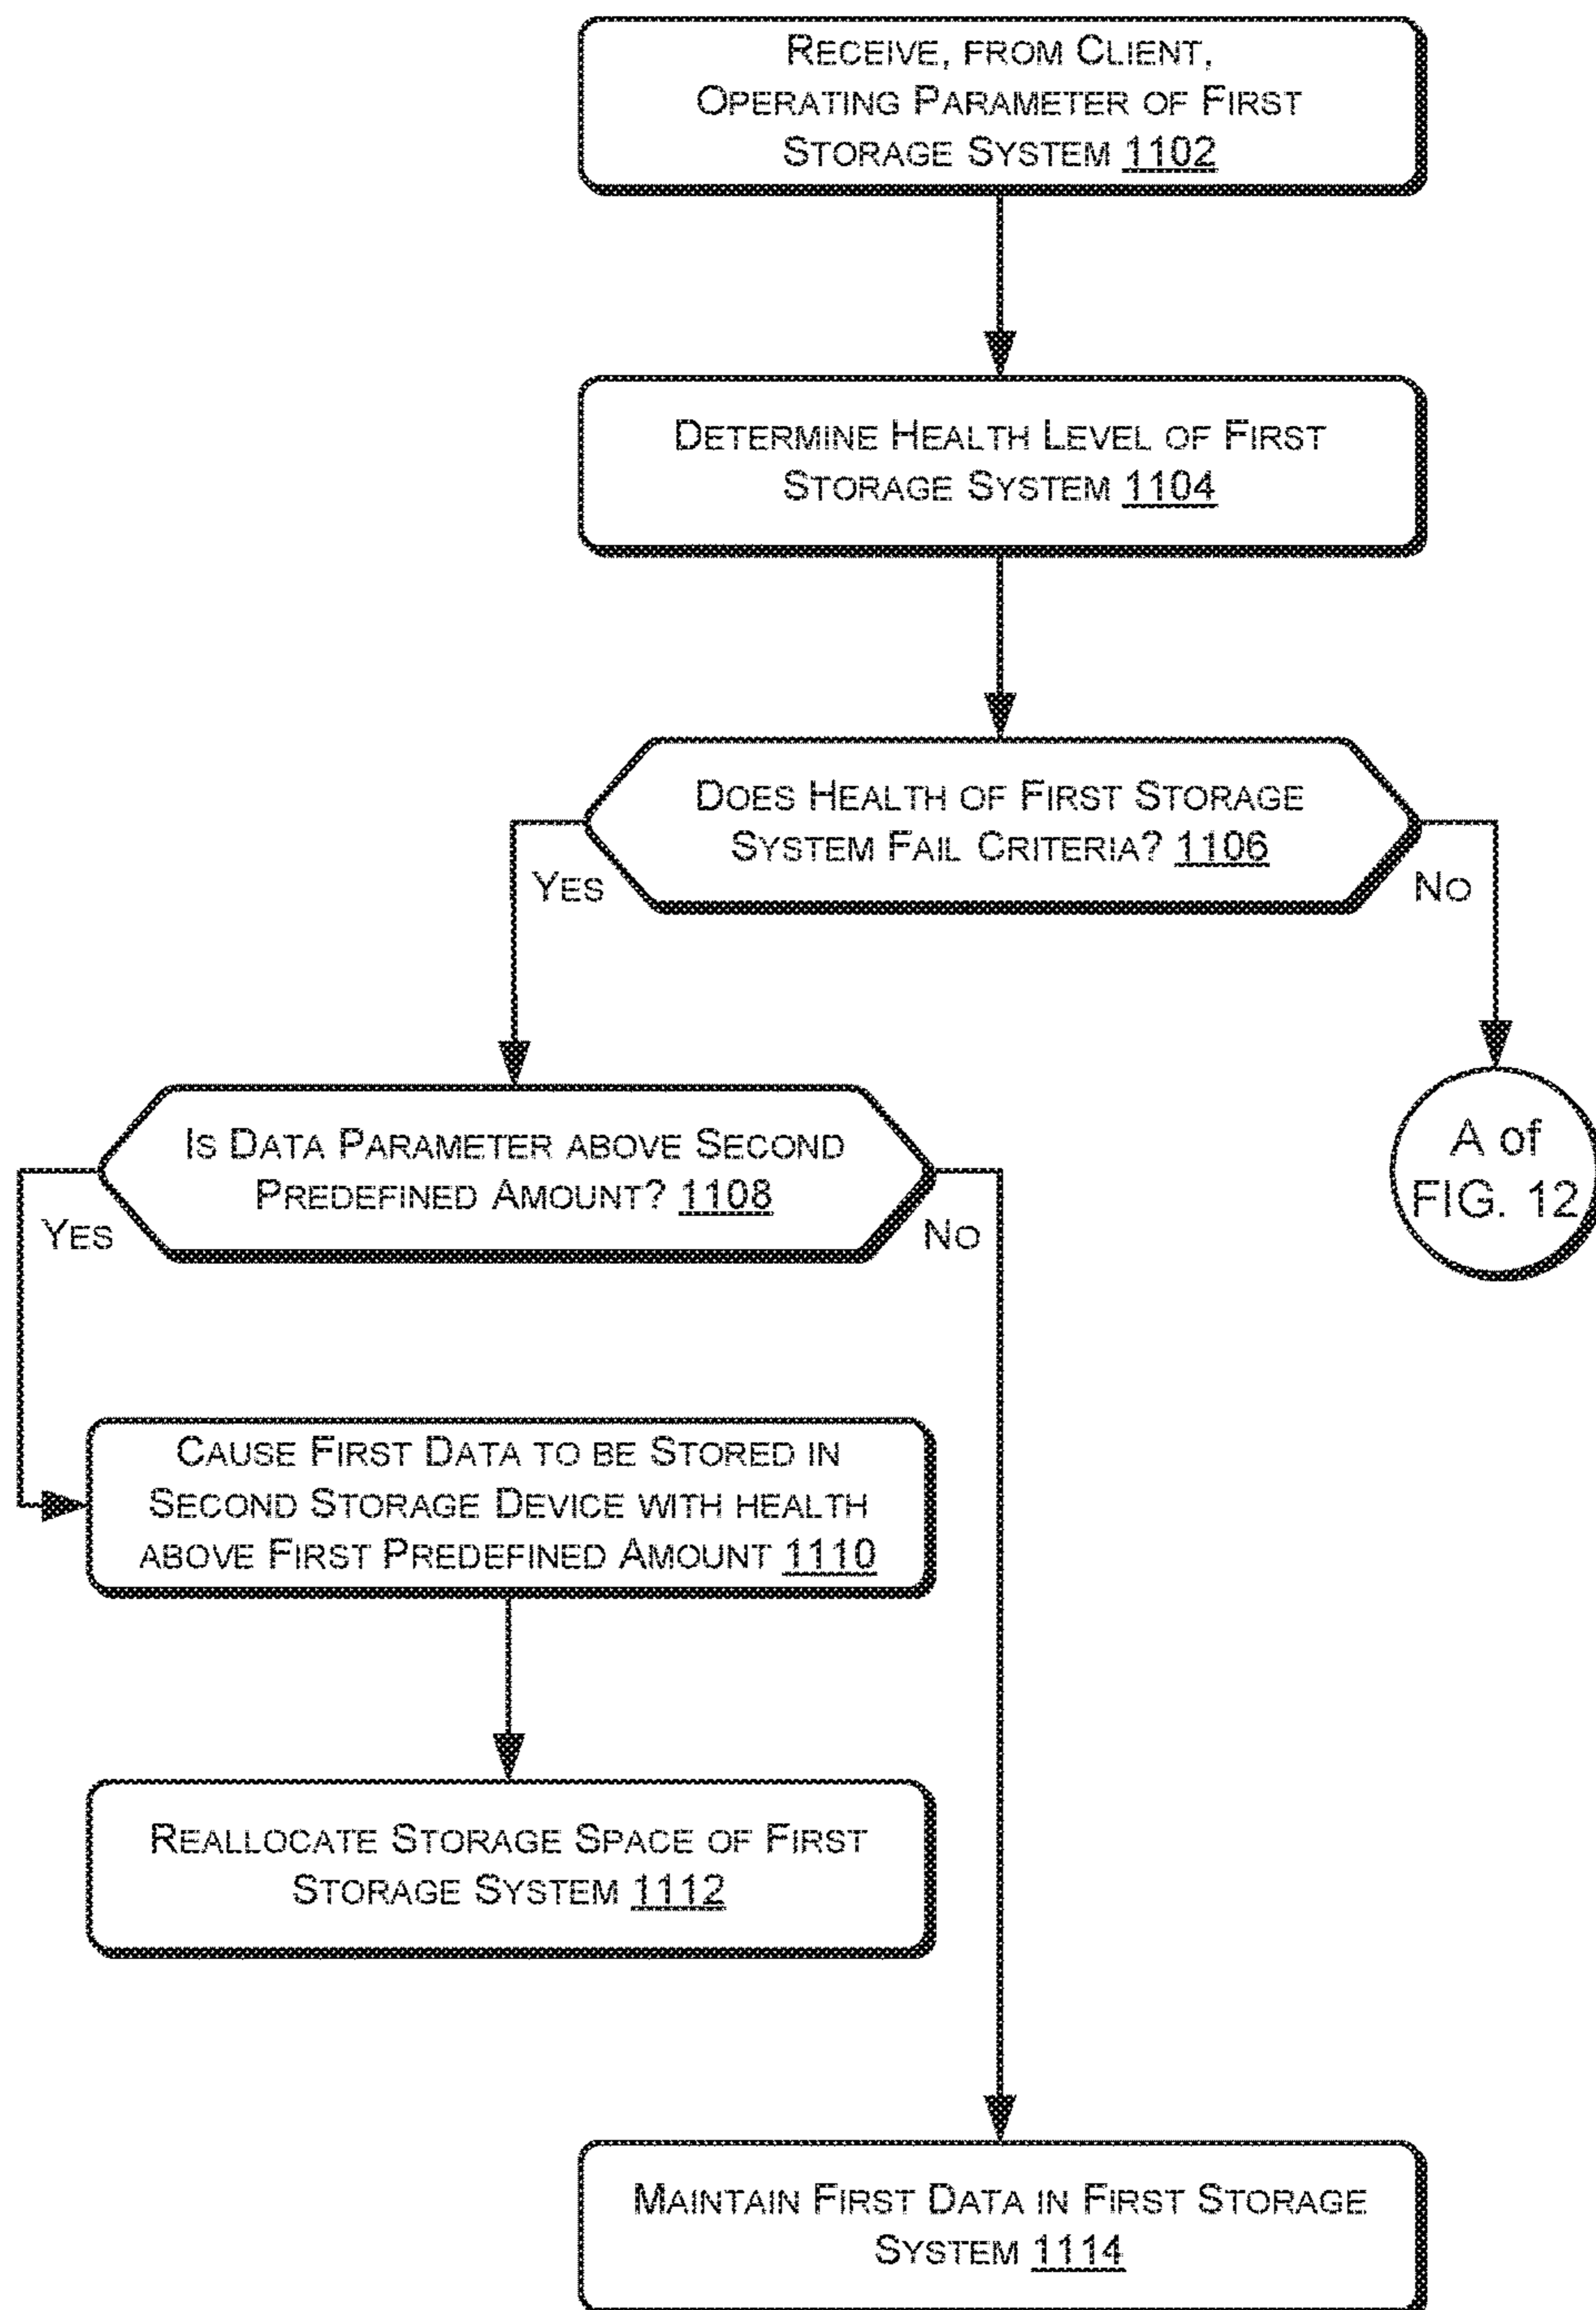 RECEIVE, FROM CLIENT,
OPERATING PARAMETER OF FIRST
STORAGE SYSTEM 1102
DETERMINE HEALTH LEVEL OF FIRST
STORAGE SYSTEM 1104
DOES HEALTH OF FIRST STORAGE
SYSTEM FAIL CRITERIA? 1106
YES
NO
IS DATA PARAMETER ABOVE SECOND
PREDEFINED AMOUNT? 1108
YES
NO
A of
FIG. 12
CAUSE FIRST DATA TO BE STORED IN
SECOND STORAGE DEVICE WITH HEALTH
ABOVE FIRST PREDEFINED AMOUNT 1110
REALLOCATE STORAGE SPACE OF FIRST
STORAGE SYSTEM 1112
MAINTAIN FIRST DATA IN FIRST STORAGE
SYSTEM 1114